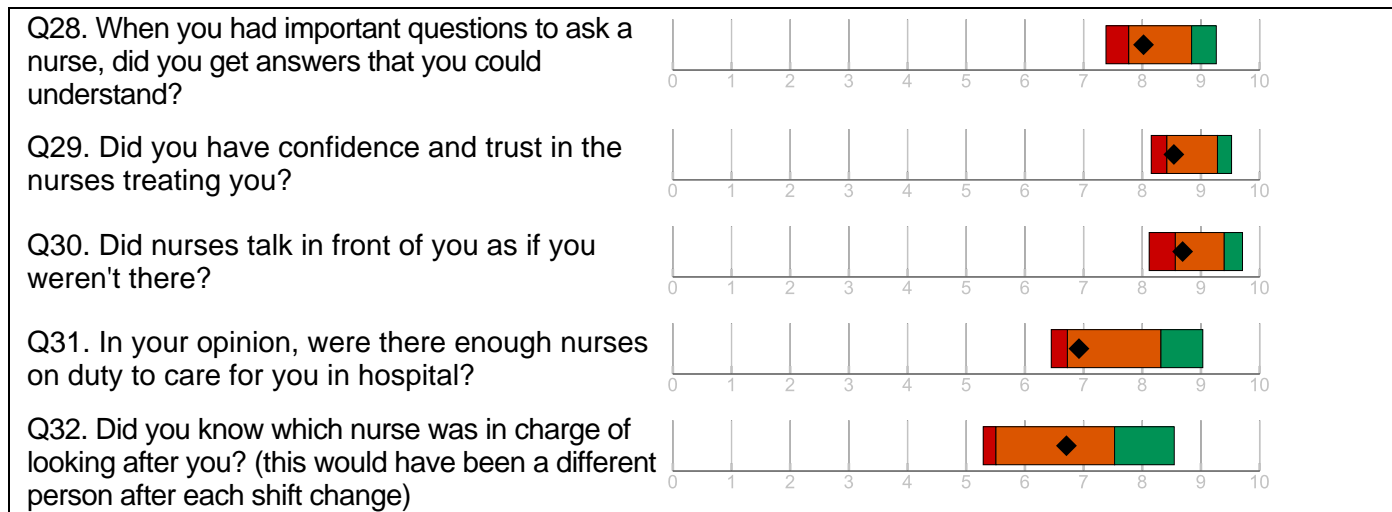 Q28. When you had important questions to ask a
nurse, did you get answers that you could
understand?
0 1 2 3 4 5 6 7 8 9 10
Q29. Did you have confidence and trust in the
nurses treating you?
0 1 2 3 4 5 6 7 8 9 10
Q30. Did nurses talk in front of you as if you
weren't there?
0 1 2 3 4 5 6 7 8 9 10
Q31. In your opinion, were there enough nurses
on duty to care for you in hospital?
0 1 2 3 4 5 6 7 8 9 10
Q32. Did you know which nurse was in charge of
looking after you? (this would have been a different
person after each shift change)
0 1 2 3 4 5 6 7 8 9 10